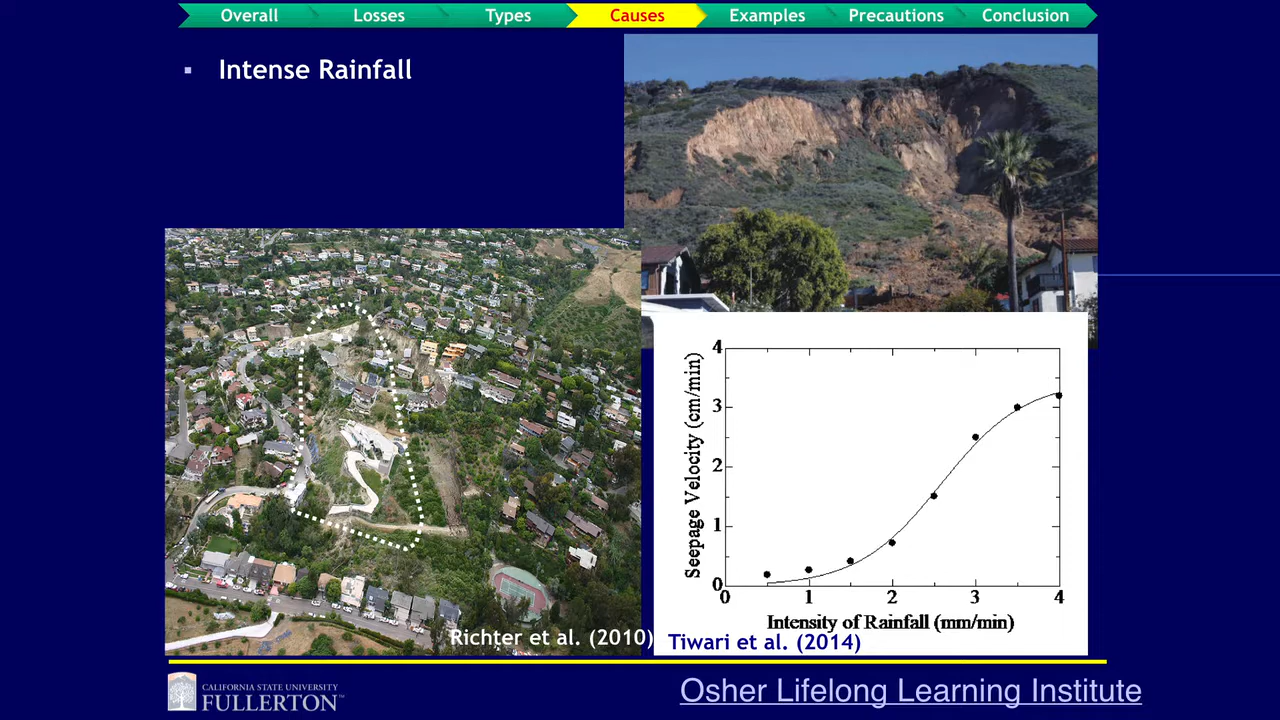 Overall Losses Types Causes Examples Precautions Conclusion
▪ Intense Rainfall
4
3
2
1
0
Seepage Velocity (cm/min)
0 1 2 3 4
Intensity of Rainfall (mm/min)
Richter et al. (2010)
Tiwari et al. (2014)
CALIFORNIA STATE UNIVERSITY
FULLERTON™
Osher Lifelong Learning Institute